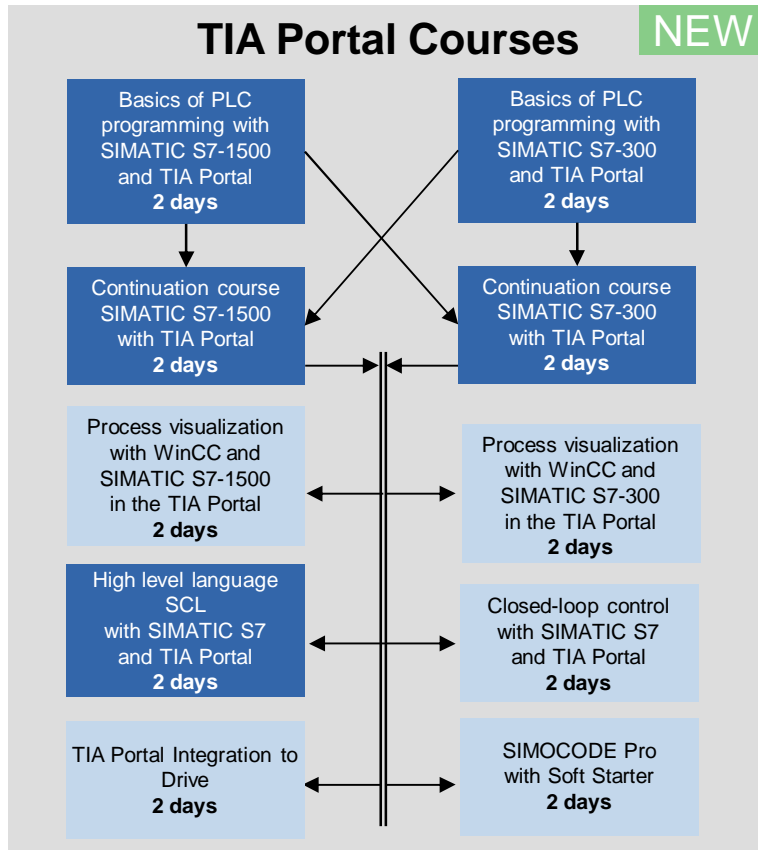 TIA Portal Courses
NEW
Basics of PLC
programming with
SIMATIC S7-1500
and TIA Portal
2 days
Basics of PLC
programming with
SIMATIC S7-300
and TIA Portal
2 days
Continuation course
SIMATIC S7-1500
with TIA Portal
2 days
Continuation course
SIMATIC S7-300
with TIA Portal
2 days
Process visualization
with WinCC and
SIMATIC S7-1500
in the TIA Portal
2 days
Process visualization
with WinCC and
SIMATIC S7-300
in the TIA Portal
2 days
High level language
SCL
with SIMATIC S7
and TIA Portal
2 days
Closed-loop control
with SIMATIC S7
and TIA Portal
2 days
TIA Portal Integration to
Drive
2 days
SIMOCODE Pro
with Soft Starter
2 days